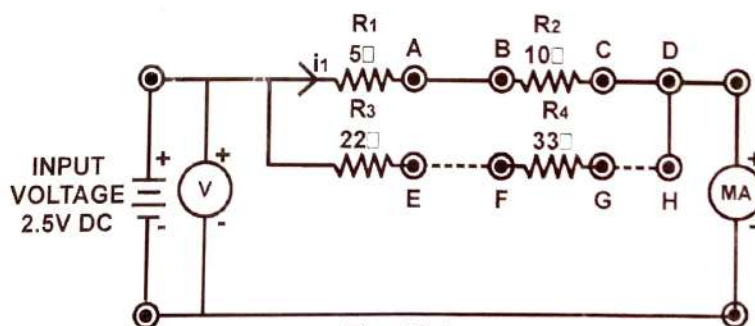 R1
R2
i1
5□
A
B
10□
C
D
R3
R4
22□
33□
E
F
G
H
INPUT
VOLTAGE
2.5V DC
+
-
V
+
-
MA
+
-